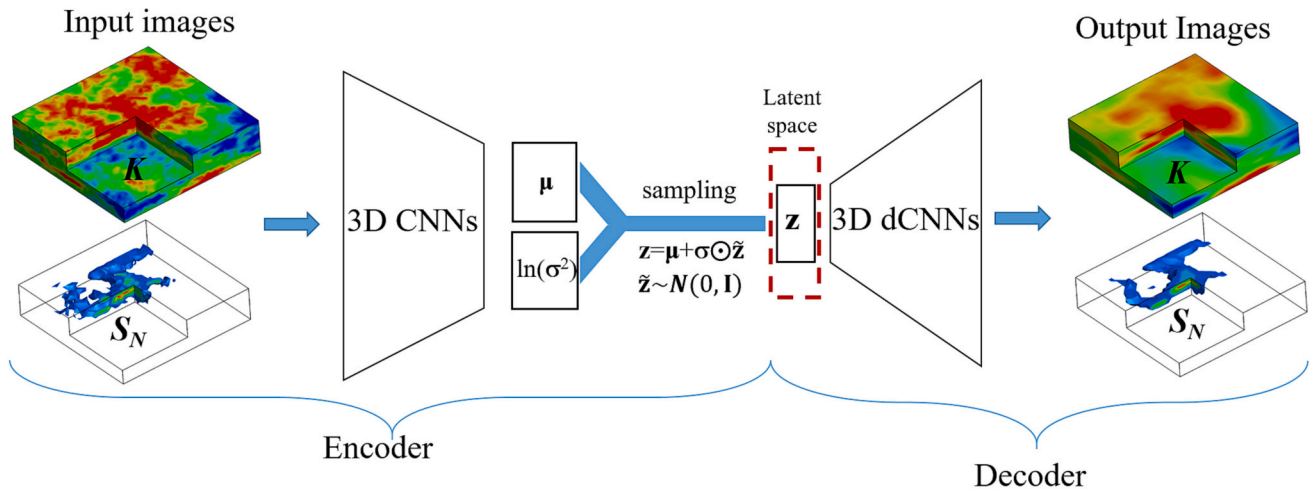 Input images
Output Images
K
S_N
3D CNNs
μ
ln(σ²)
sampling
z=μ+σ⊙z̃
z̃~N(0, I)
Latent
space
z
3D dCNNs
K
S_N
Encoder
Decoder